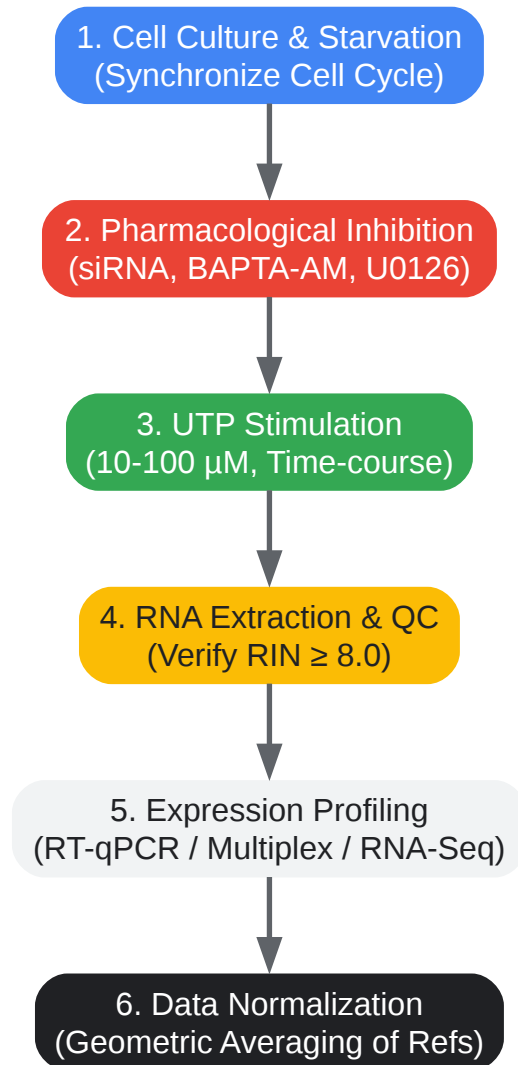 1. Cell Culture & Starvation
(Synchronize Cell Cycle)
2. Pharmacological Inhibition
(siRNA, BAPTA-AM, U0126)
3. UTP Stimulation
(10-100 µM, Time-course)
4. RNA Extraction & QC
(Verify RIN ≥ 8.0)
5. Expression Profiling
(RT-qPCR / Multiplex / RNA-Seq)
6. Data Normalization
(Geometric Averaging of Refs)